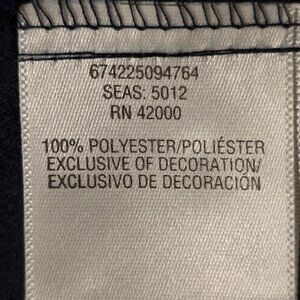 674225094764
SEAS: 5012
RN 42000
100% POLYESTER/POLIÉSTER
EXCLUSIVE OF DECORATION/
EXCLUSIVO DE DECORACIÓN